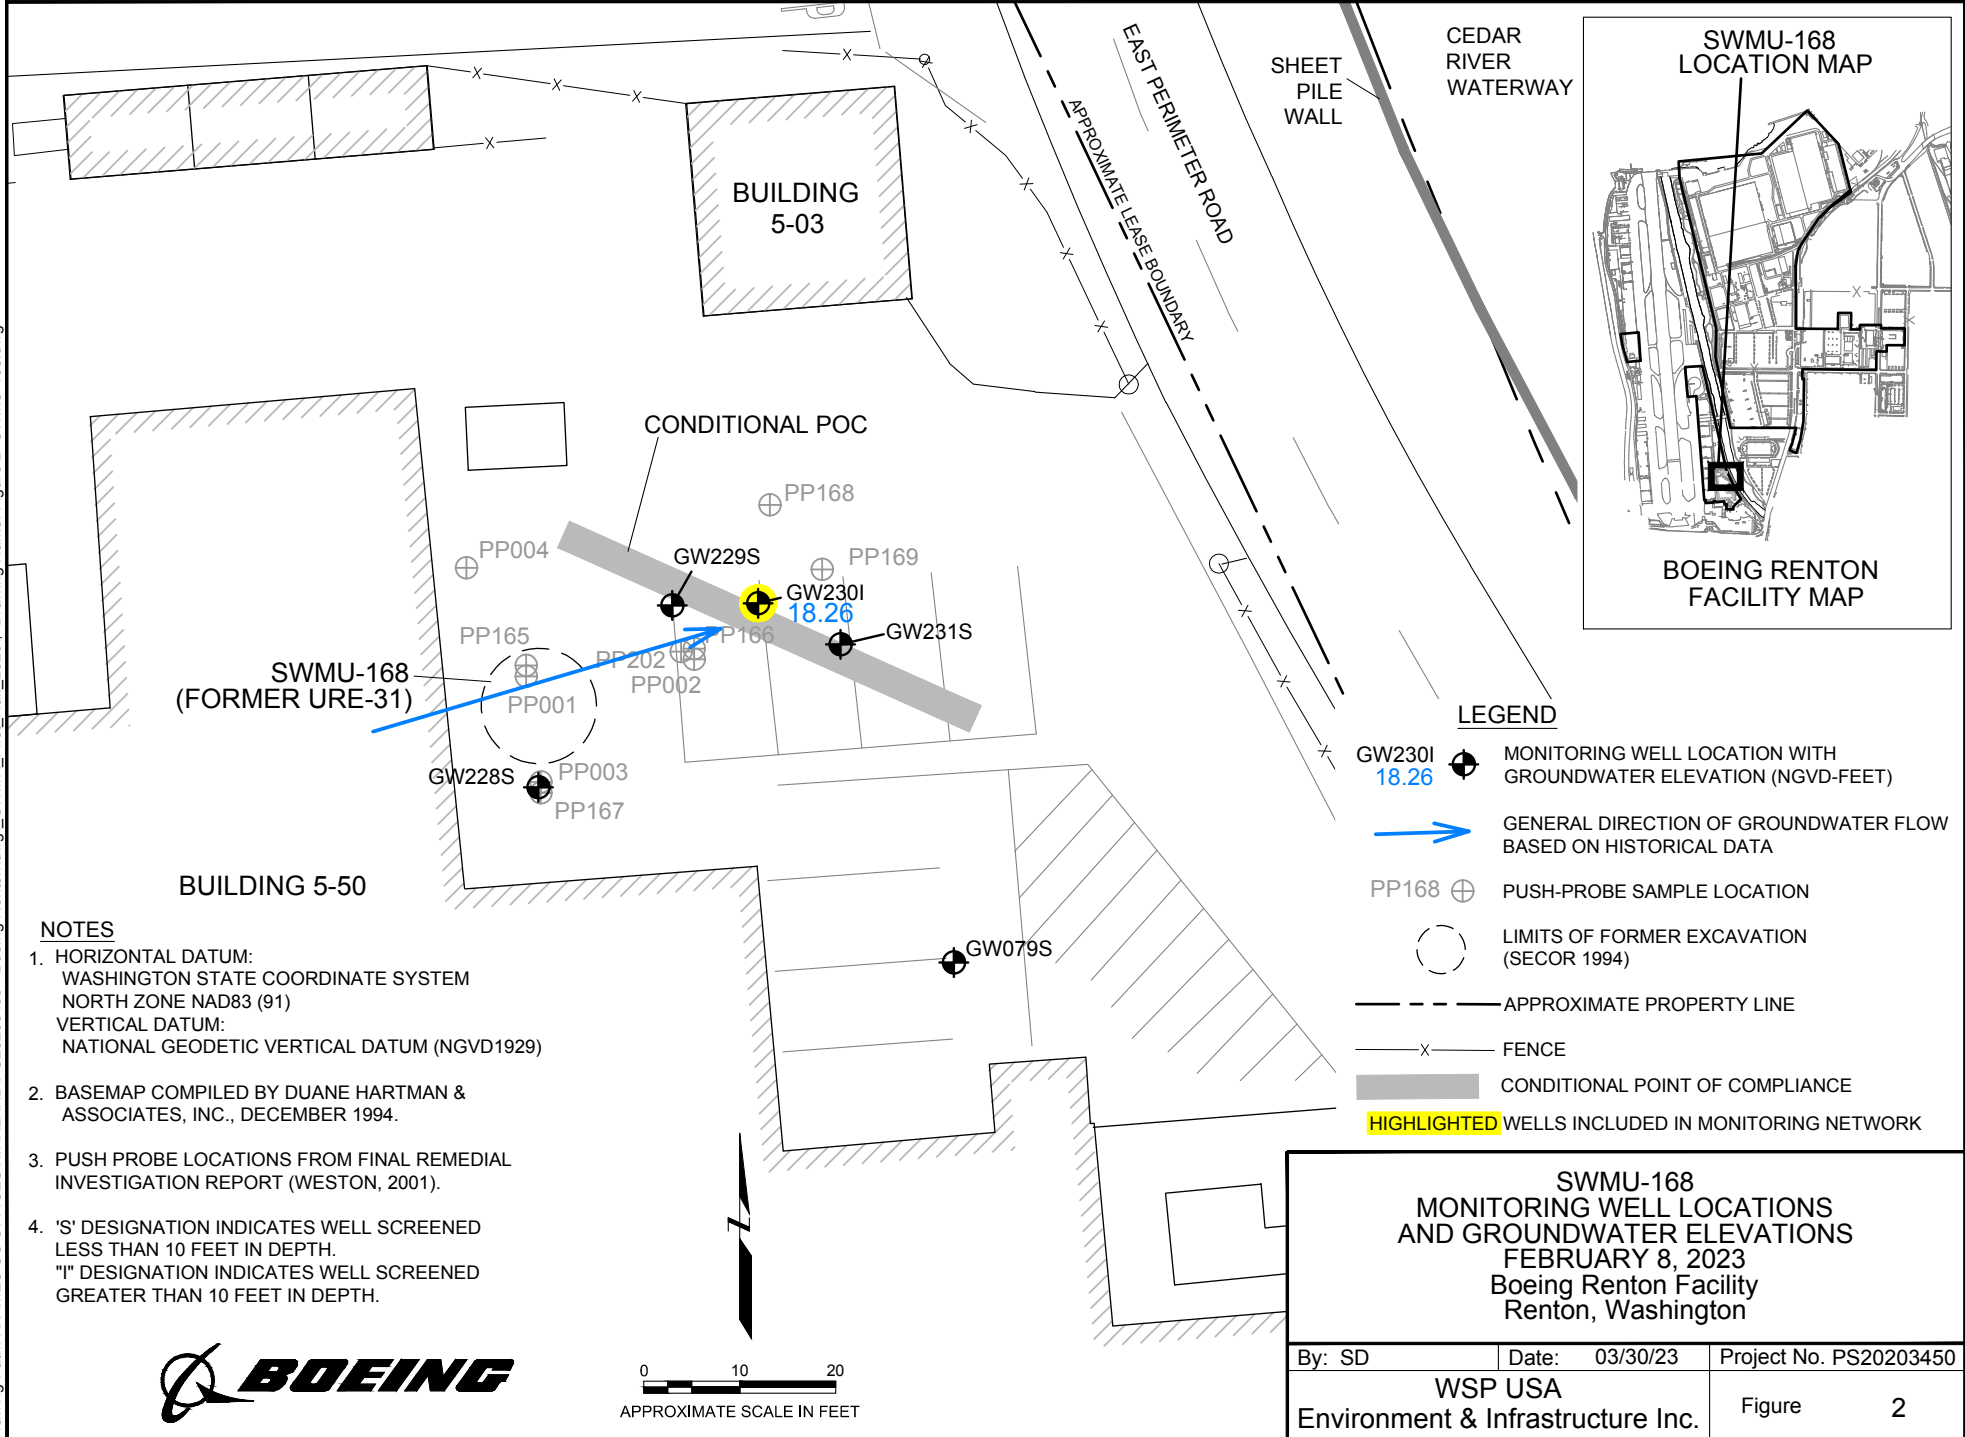 CEDAR
RIVER
WATERWAY
SHEET
PILE
WALL
EAST PERIMETER ROAD
APPROXIMATE LEASE BOUNDARY
SWMU-168
LOCATION MAP
BOEING RENTON
FACILITY MAP
BUILDING
5-03
CONDITIONAL POC
PP168
PP004
GW229S
PP169
GW230I
18.26
GW231S
PP165
PP166
PP202
PP002
SWMU-168
(FORMER URE-31)
PP001
GW228S
PP003
PP167
BUILDING 5-50
GW079S
LEGEND
GW230I
18.26
MONITORING WELL LOCATION WITH
GROUNDWATER ELEVATION (NGVD-FEET)
GENERAL DIRECTION OF GROUNDWATER FLOW
BASED ON HISTORICAL DATA
PP168
PUSH-PROBE SAMPLE LOCATION
LIMITS OF FORMER EXCAVATION
(SECOR 1994)
APPROXIMATE PROPERTY LINE
X
FENCE
CONDITIONAL POINT OF COMPLIANCE
HIGHLIGHTED WELLS INCLUDED IN MONITORING NETWORK
NOTES
1. HORIZONTAL DATUM:
WASHINGTON STATE COORDINATE SYSTEM
NORTH ZONE NAD83 (91)
VERTICAL DATUM:
NATIONAL GEODETIC VERTICAL DATUM (NGVD1929)
2. BASEMAP COMPILED BY DUANE HARTMAN &
ASSOCIATES, INC., DECEMBER 1994.
3. PUSH PROBE LOCATIONS FROM FINAL REMEDIAL
INVESTIGATION REPORT (WESTON, 2001).
4. 'S' DESIGNATION INDICATES WELL SCREENED
LESS THAN 10 FEET IN DEPTH.
"I" DESIGNATION INDICATES WELL SCREENED
GREATER THAN 10 FEET IN DEPTH.
BOEING
N
0 10 20
APPROXIMATE SCALE IN FEET
SWMU-168
MONITORING WELL LOCATIONS
AND GROUNDWATER ELEVATIONS
FEBRUARY 8, 2023
Boeing Renton Facility
Renton, Washington
By: SD
Date: 03/30/23
Project No. PS20203450
WSP USA
Environment & Infrastructure Inc.
Figure 2